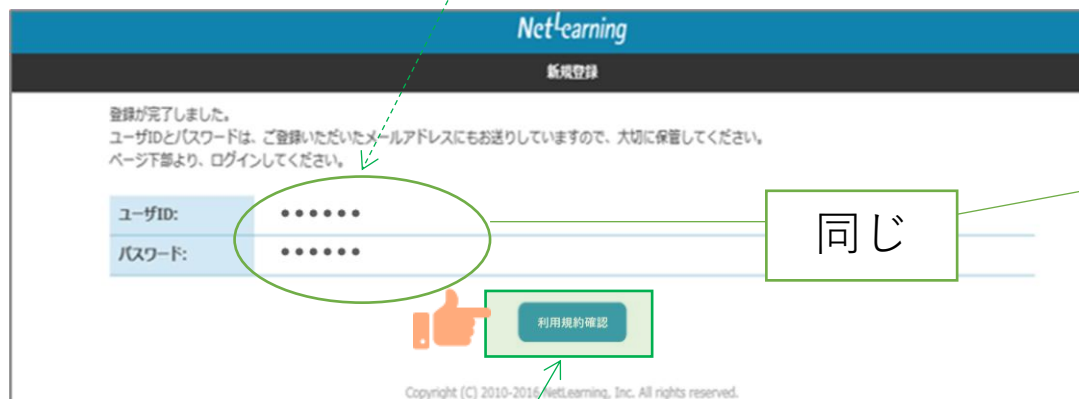 NetLearning
新規登録
登録が完了しました。
ユーザIDとパスワードは、ご登録いただいたメールアドレスにもお送りしていますので、大切に保管してください。
ページ下部より、ログインしてください。
ユーザID: ●●●●●●
パスワード: ●●●●●●
同じ
利用規約確認
Copyright (C) 2010-2016 NetLearning, Inc. All rights reserved.